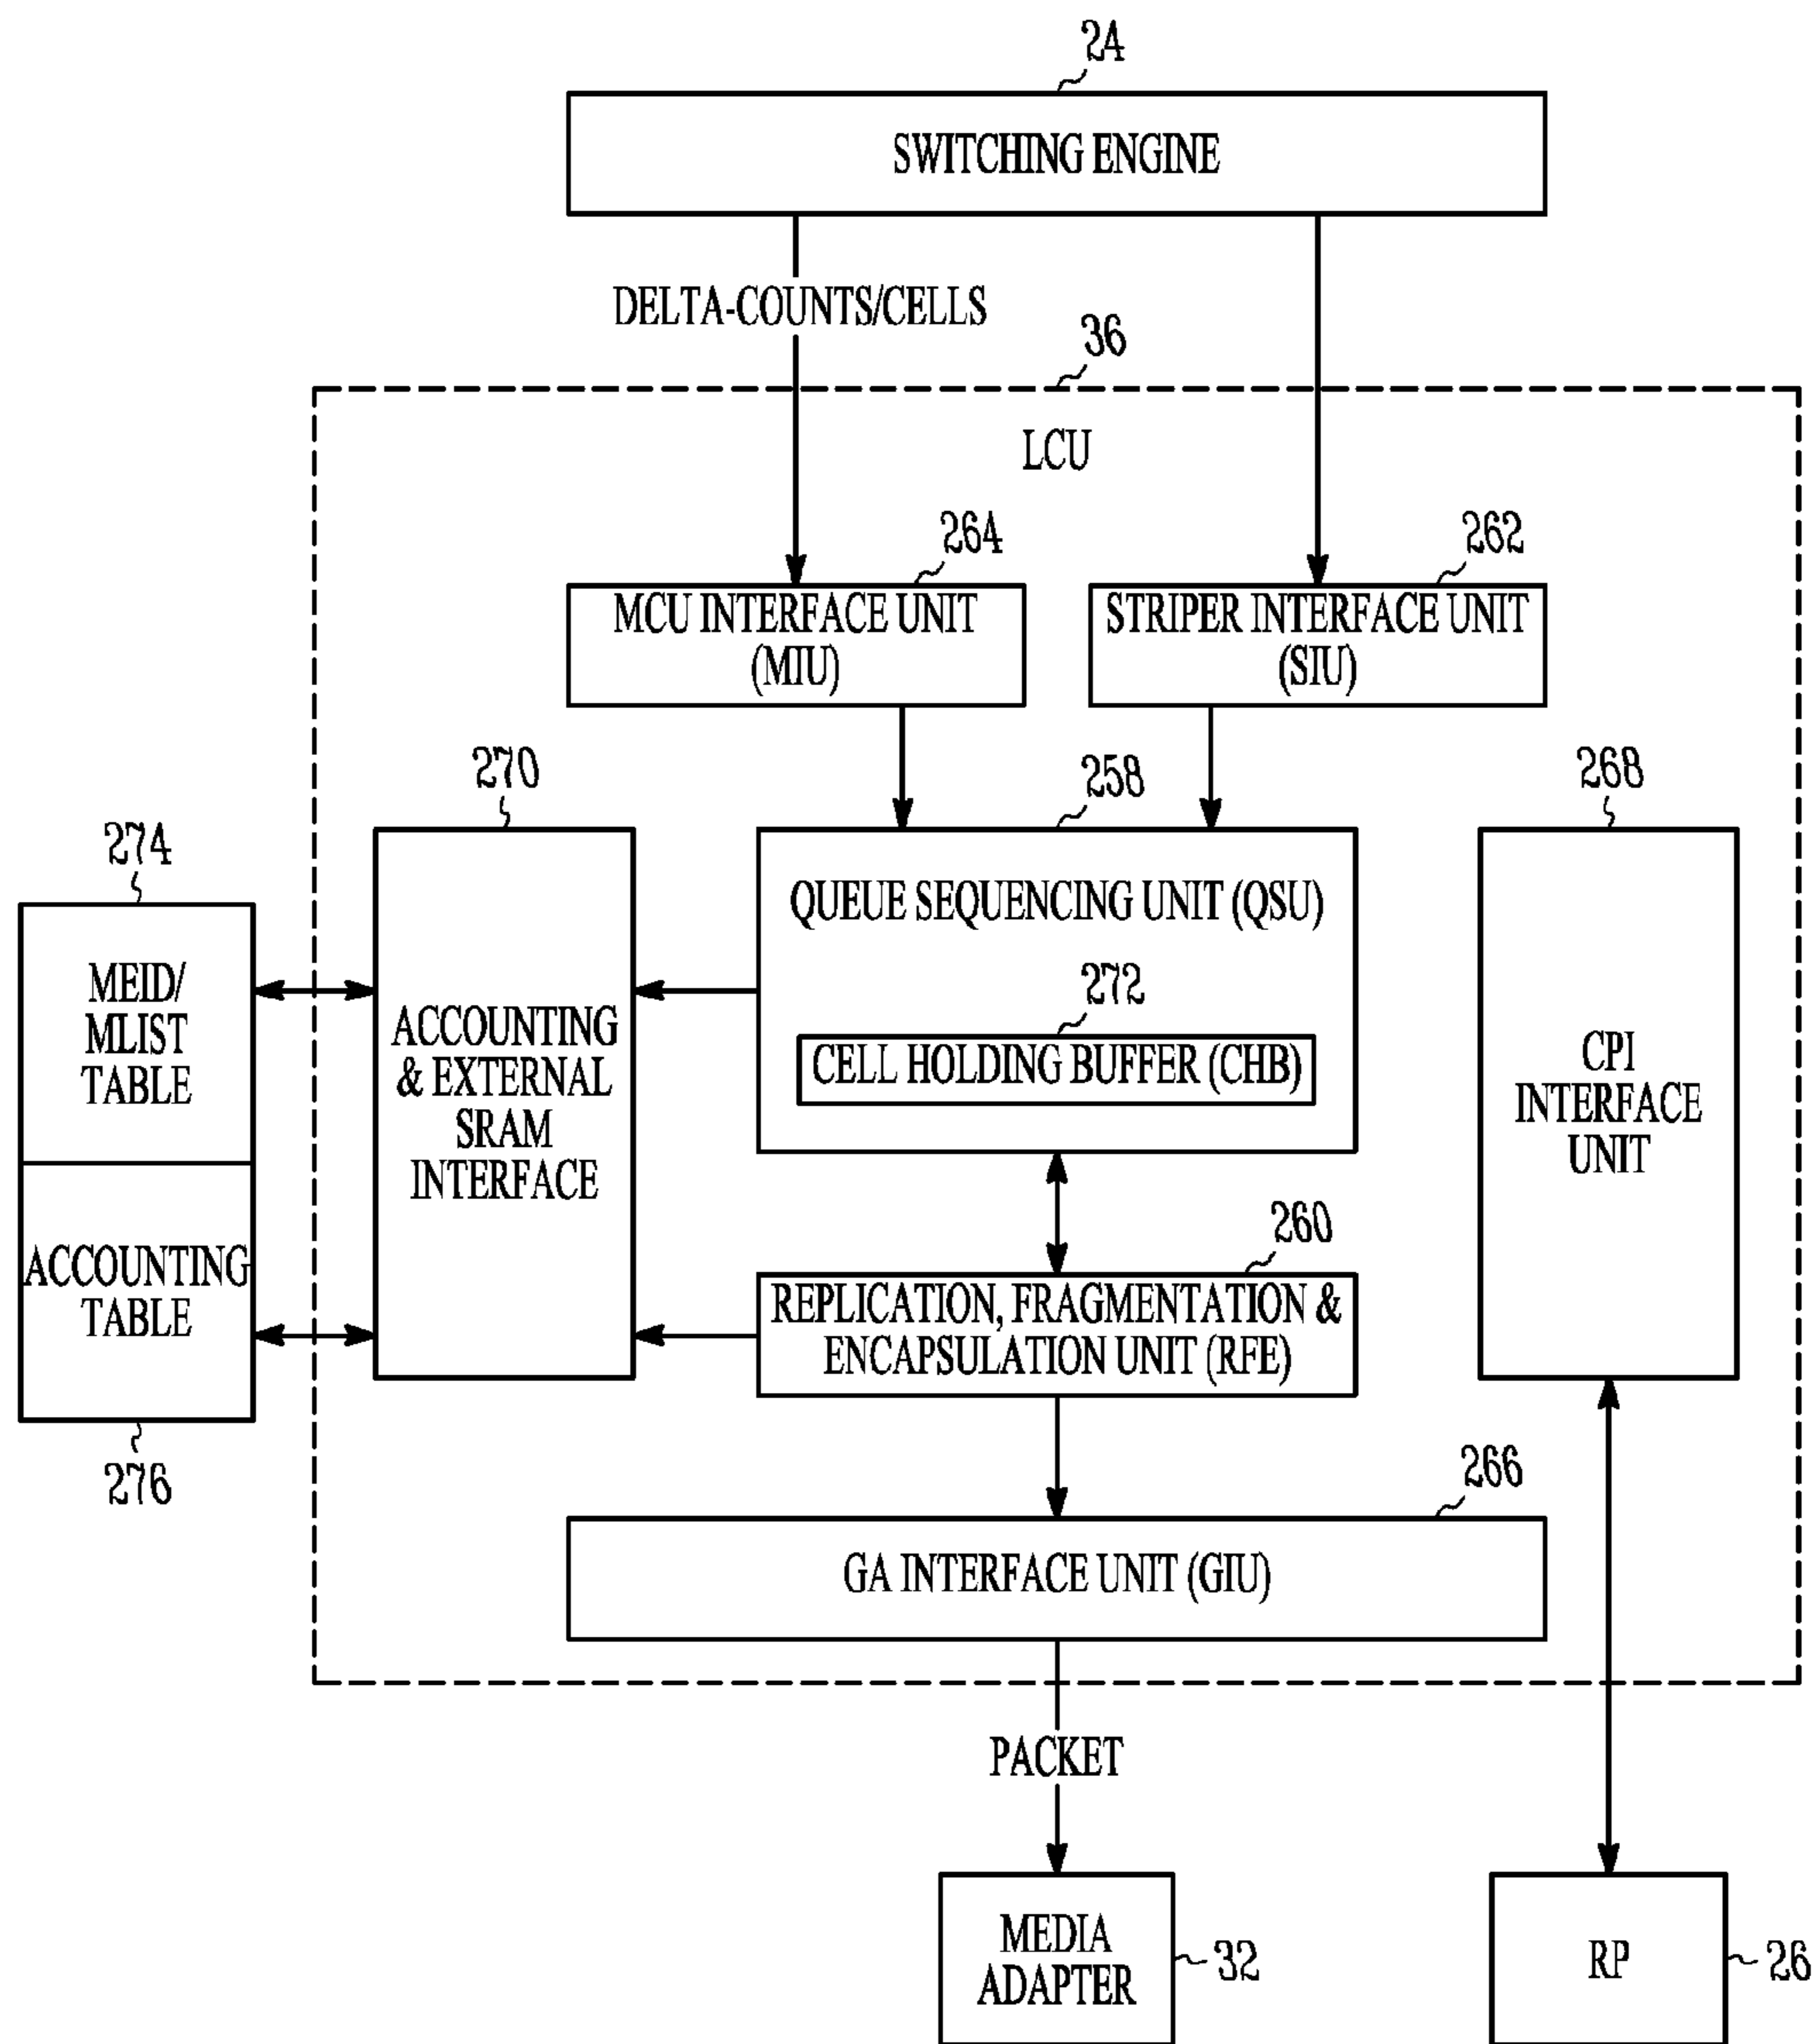 24
SWITCHING ENGINE
DELTA-COUNTS/CELLS
36
LCU
264
262
MCU INTERFACE UNIT
(MIU)
STRIPER INTERFACE UNIT
(SIU)
270
258
268
274
QUEUE SEQUENCING UNIT (QSU)
MEID/
MLIST
TABLE
272
CELL HOLDING BUFFER (CHB)
ACCOUNTING
& EXTERNAL
SRAM
INTERFACE
CPI
INTERFACE
UNIT
260
ACCOUNTING
TABLE
REPLICATION, FRAGMENTATION &
ENCAPSULATION UNIT (RFE)
276
266
GA INTERFACE UNIT (GIU)
PACKET
MEDIA
ADAPTER
32
RP
26